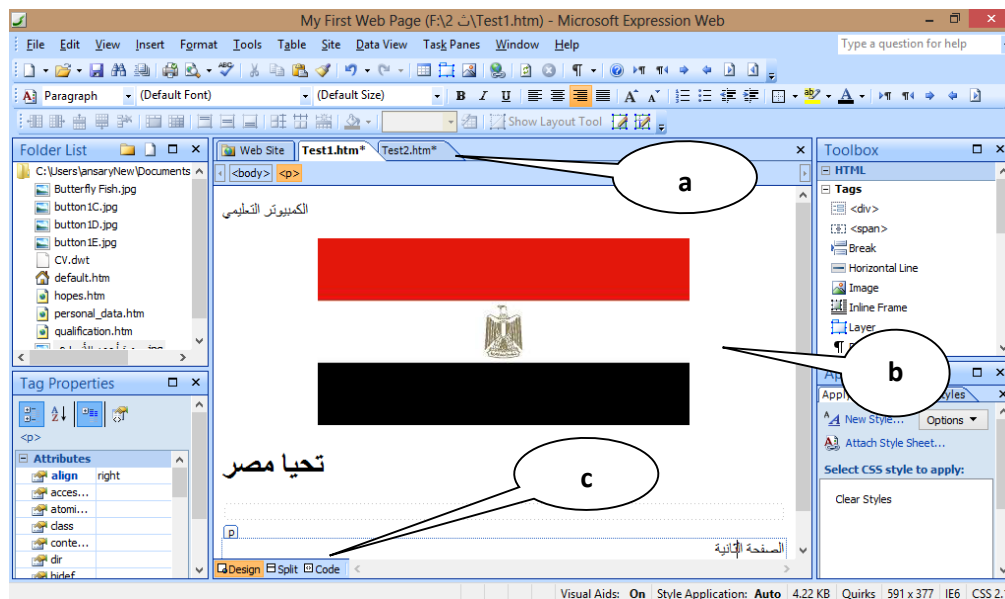 My First Web Page (F:\2 ث\Test1.htm) - Microsoft Expression Web
File Edit View Insert Format Tools Table Site Data View Task Panes Window Help
Type a question for help
Paragraph (Default Font) (Default Size) B I U A A A
Show Layout Tool
Folder List
C:\Users\ansaryNew\Documents
Butterfly Fish.jpg
button1C.jpg
button1D.jpg
button1E.jpg
CV.dwt
default.htm
hopes.htm
personal_data.htm
qualification.htm
Tag Properties
<p>
Attributes
align right
acces...
atomi...
class
conte...
dir
hidef
Web Site Test1.htm* Test2.htm*
<body> <p>
a
الكمبيوتر التعليمي
b
تحيا مصر
c
p
الصفحة الثانية
Design Split Code
Toolbox
HTML
Tags
<div>
<span>
Break
Horizontal Line
Image
Inline Frame
Layer
New Style...
Options
Attach Style Sheet...
Select CSS style to apply:
Clear Styles
Visual Aids: On Style Application: Auto 4.22 KB Quirks 591 x 377 IE6 CSS 2.